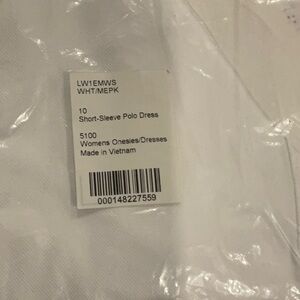 LW1EMWS
WHT/MEPK
10
Short-Sleeve Polo Dress
5100
Womens Onesies/Dresses
Made in Vietnam
000148227559